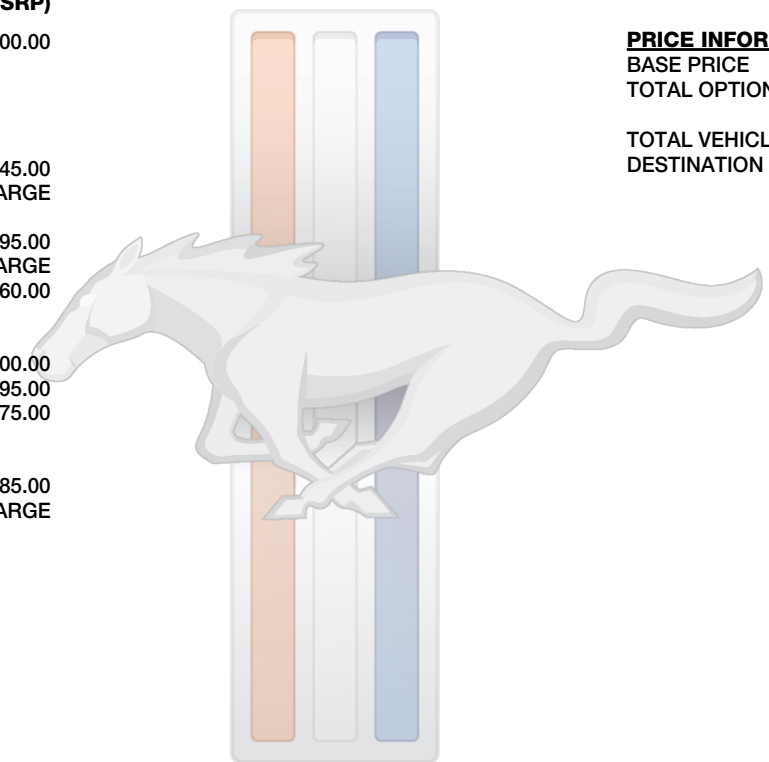 SRP)
00.00
45.00
ARGE
95.00
ARGE
60.00
00.00
95.00
75.00
85.00
ARGE
PRICE INFOR
BASE PRICE
TOTAL OPTION
TOTAL VEHICL
DESTINATION